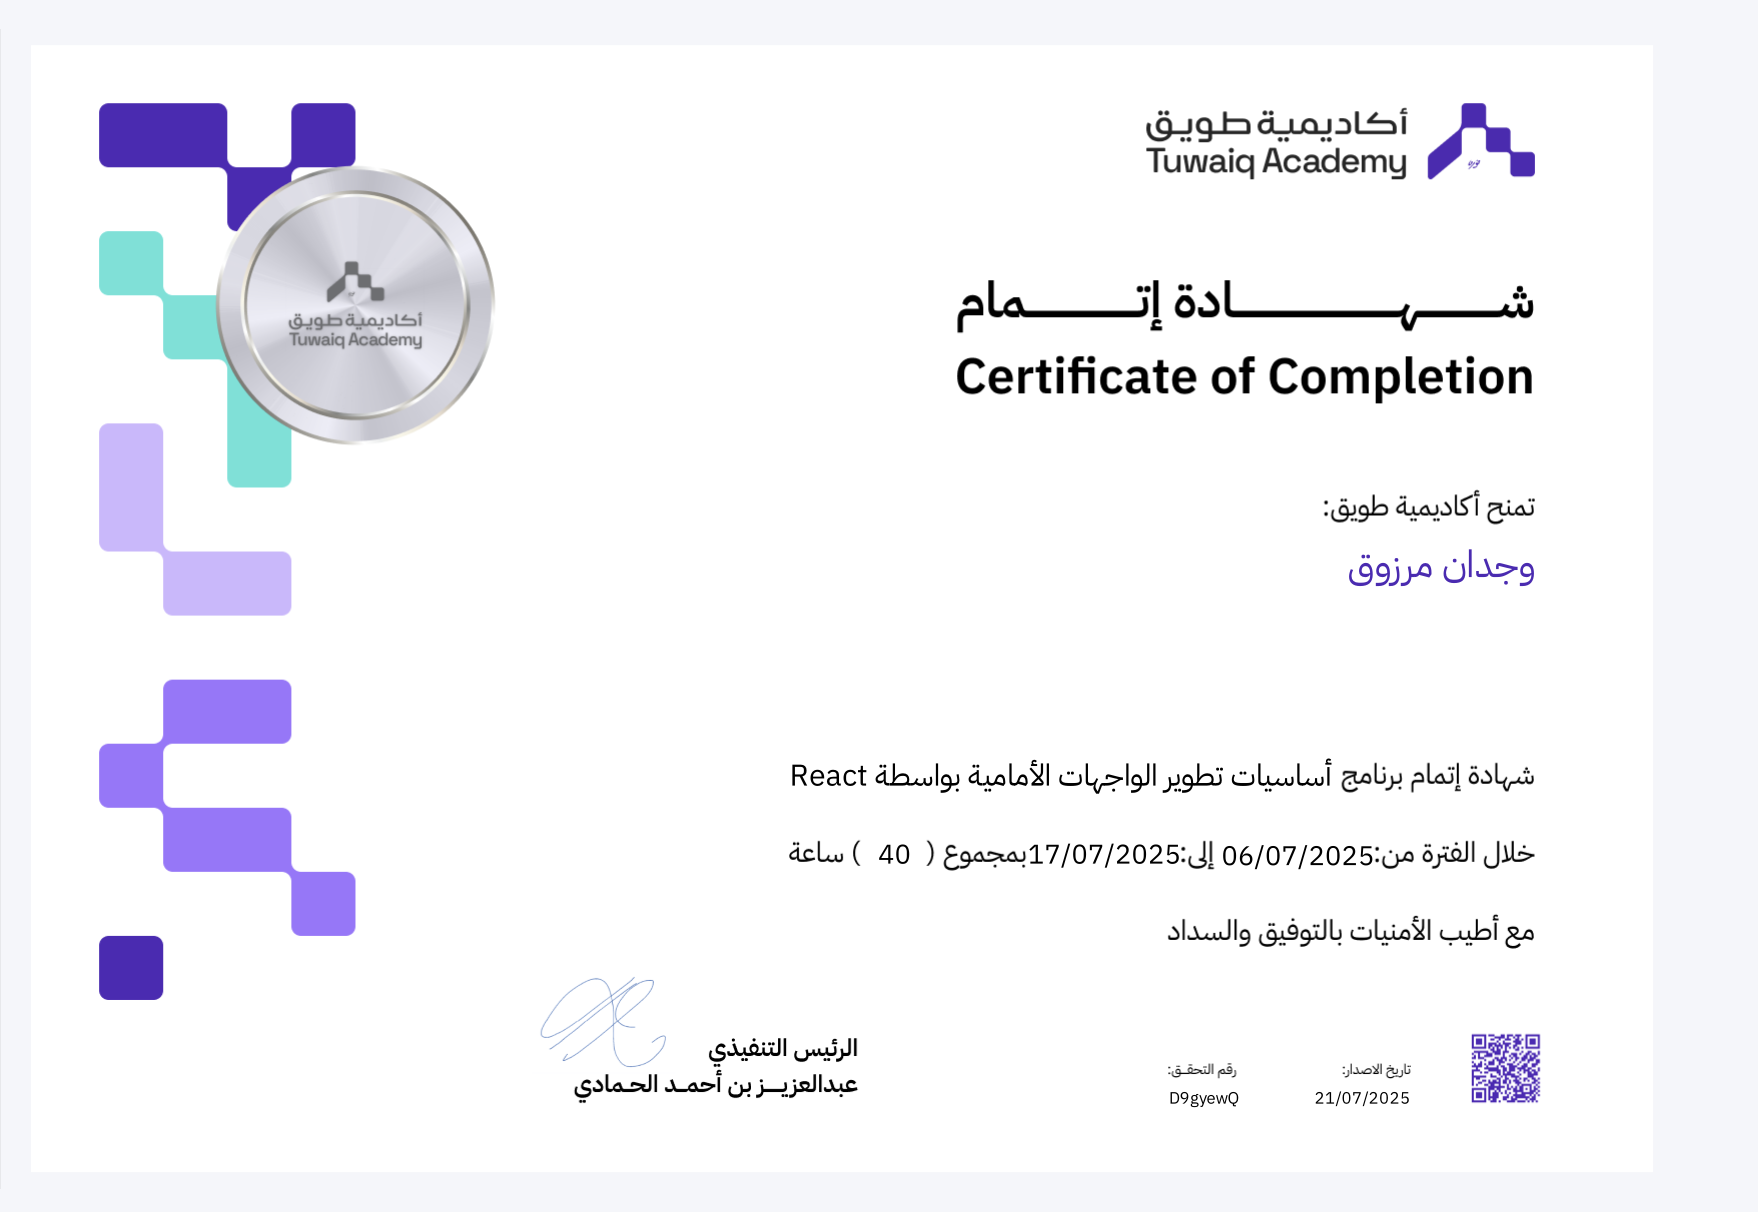 أكاديمية طويق
Tuwaiq Academy
أكاديمية طويق
Tuwaiq Academy
شـــهـــــادة إتـــــمام
Certificate of Completion
تمنح أكاديمية طويق:
وجدان مرزوق
شهادة إتمام برنامج أساسيات تطوير الواجهات الأمامية بواسطة React
خلال الفترة من:06/07/2025 إلى:17/07/2025بمجموع ( 40 ) ساعة
مع أطيب الأمنيات بالتوفيق والسداد
تاريخ الاصدار:
21/07/2025
رقم التحقـق:
D9gyewQ
الرئيس التنفيذي
عبدالعزيــز بن أحمـد الحـمادي